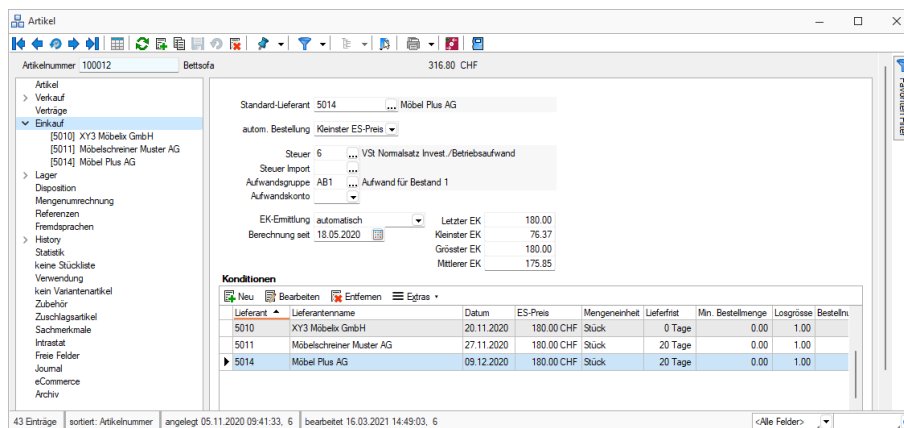 Artikel
Artikelnummer 100012 Bettsofa 316.80 CHF
Artikel
Verkauf
Verträge
Einkauf
[5010] XY3 Möbelix GmbH
[5011] Möbelschreiner Muster AG
[5014] Möbel Plus AG
Lager
Disposition
Mengenumrechnung
Referenzen
Fremdsprachen
History
Statistik
keine Stückliste
Verwendung
kein Variantenartikel
Zubehör
Zuschlagsartikel
Sachmerkmale
Intrastat
Freie Felder
Journal
eCommerce
Archiv
Standard-Lieferant 5014 ... Möbel Plus AG
autom. Bestellung Kleinster ES-Preis
Steuer 6 ... VSt Normalsatz Invest./Betriebsaufwand
Steuer Import ...
Aufwandsgruppe AB1 ... Aufwand für Bestand 1
Aufwandskonto
EK-Ermittlung automatisch Letzter EK 180.00
Berechnung seit 18.05.2020 Kleinster EK 76.37
Grösster EK 180.00
Mittlerer EK 175.85
Konditionen
Neu Bearbeiten Entfernen Extras
Lieferant Lieferantenname Datum ES-Preis Mengeneinheit Lieferfrist Min. Bestellmenge Losgrösse Bestellnu
5010 XY3 Möbelix GmbH 20.11.2020 180.00 CHF Stück 0 Tage 0.00 1.00
5011 Möbelschreiner Muster AG 27.11.2020 180.00 CHF Stück 20 Tage 0.00 1.00
5014 Möbel Plus AG 09.12.2020 180.00 CHF Stück 20 Tage 0.00 1.00
43 Einträge sortiert: Artikelnummer angelegt 05.11.2020 09:41:33, 6 bearbeitet 16.03.2021 14:49:03, 6 <Alle Felder>
Favoriten Filter